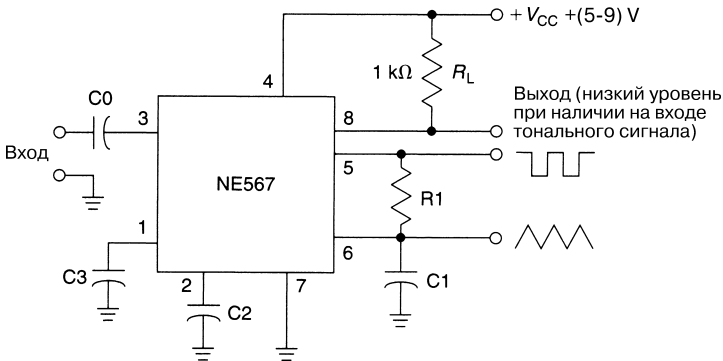 + VCC +(5-9) V
1 kΩ RL
4
C0
3
8
Выход (низкий уровень
при наличии на входе
тонального сигнала)
Вход
5
NE567
R1
1
6
C3
2
7
C2
C1